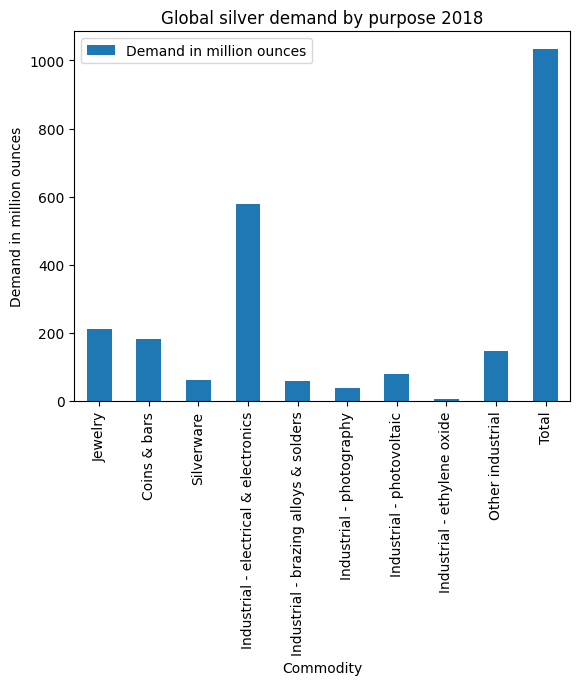 Global silver demand by purpose 2018
Demand in million ounces
Demand in million ounces
1000
800
600
400
200
0
Jewelry
Coins & bars
Silverware
Industrial - electrical & electronics
Industrial - brazing alloys & solders
Industrial - photography
Industrial - photovoltaic
Industrial - ethylene oxide
Other industrial
Total
Commodity